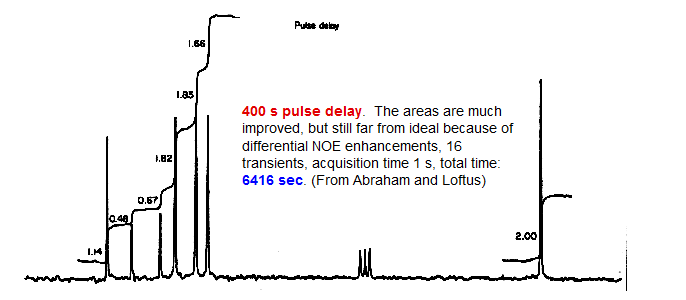 Pulse delay
1.66
1.85
400 s pulse delay. The areas are much
improved, but still far from ideal because of
differential NOE enhancements, 16
transients, acquisition time 1 s, total time:
6416 sec. (From Abraham and Loftus)
1.82
0.67
0.48
2.00
1.14